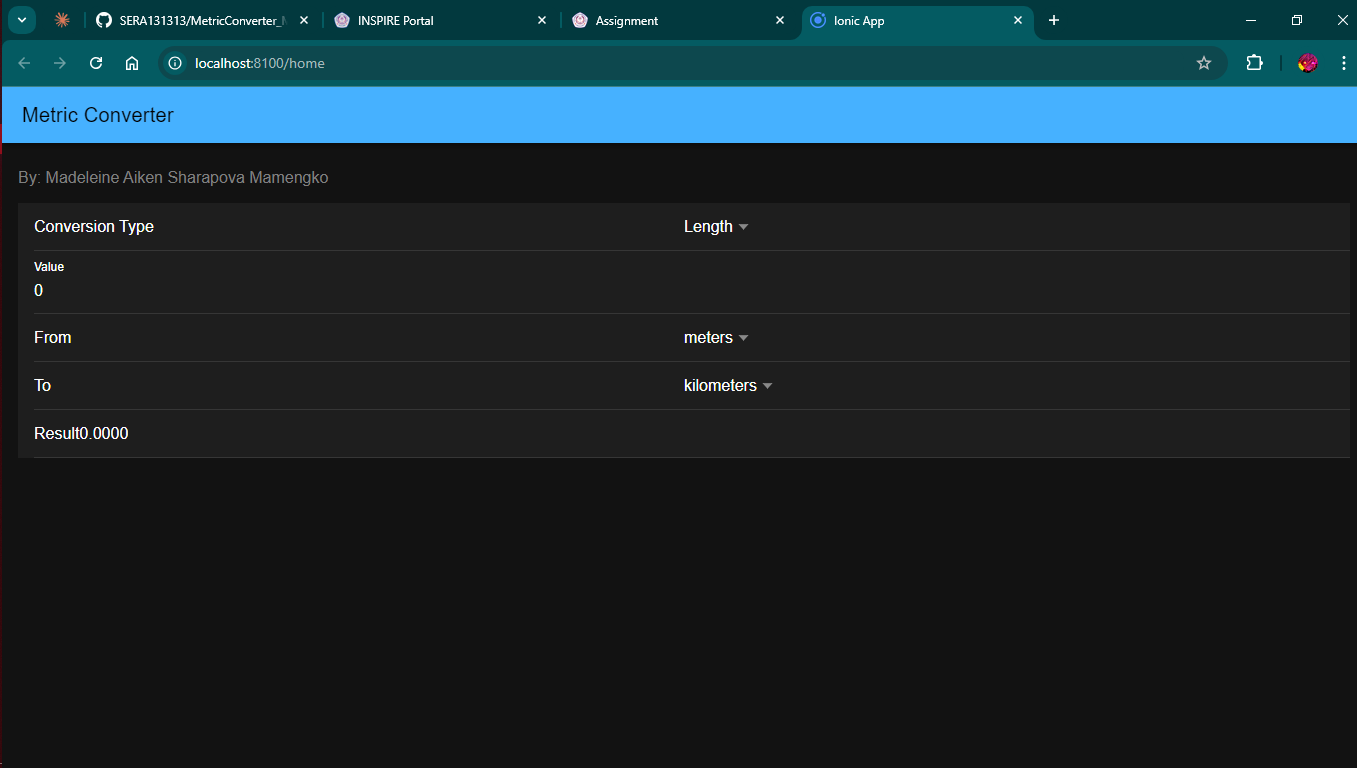 SERA131313/MetricConverter_
INSPIRE Portal
Assignment
Ionic App
localhost:8100/home
Metric Converter
By: Madeleine Aiken Sharapova Mamengko
Conversion Type
Length
Value
0
From
meters
To
kilometers
Result0.0000